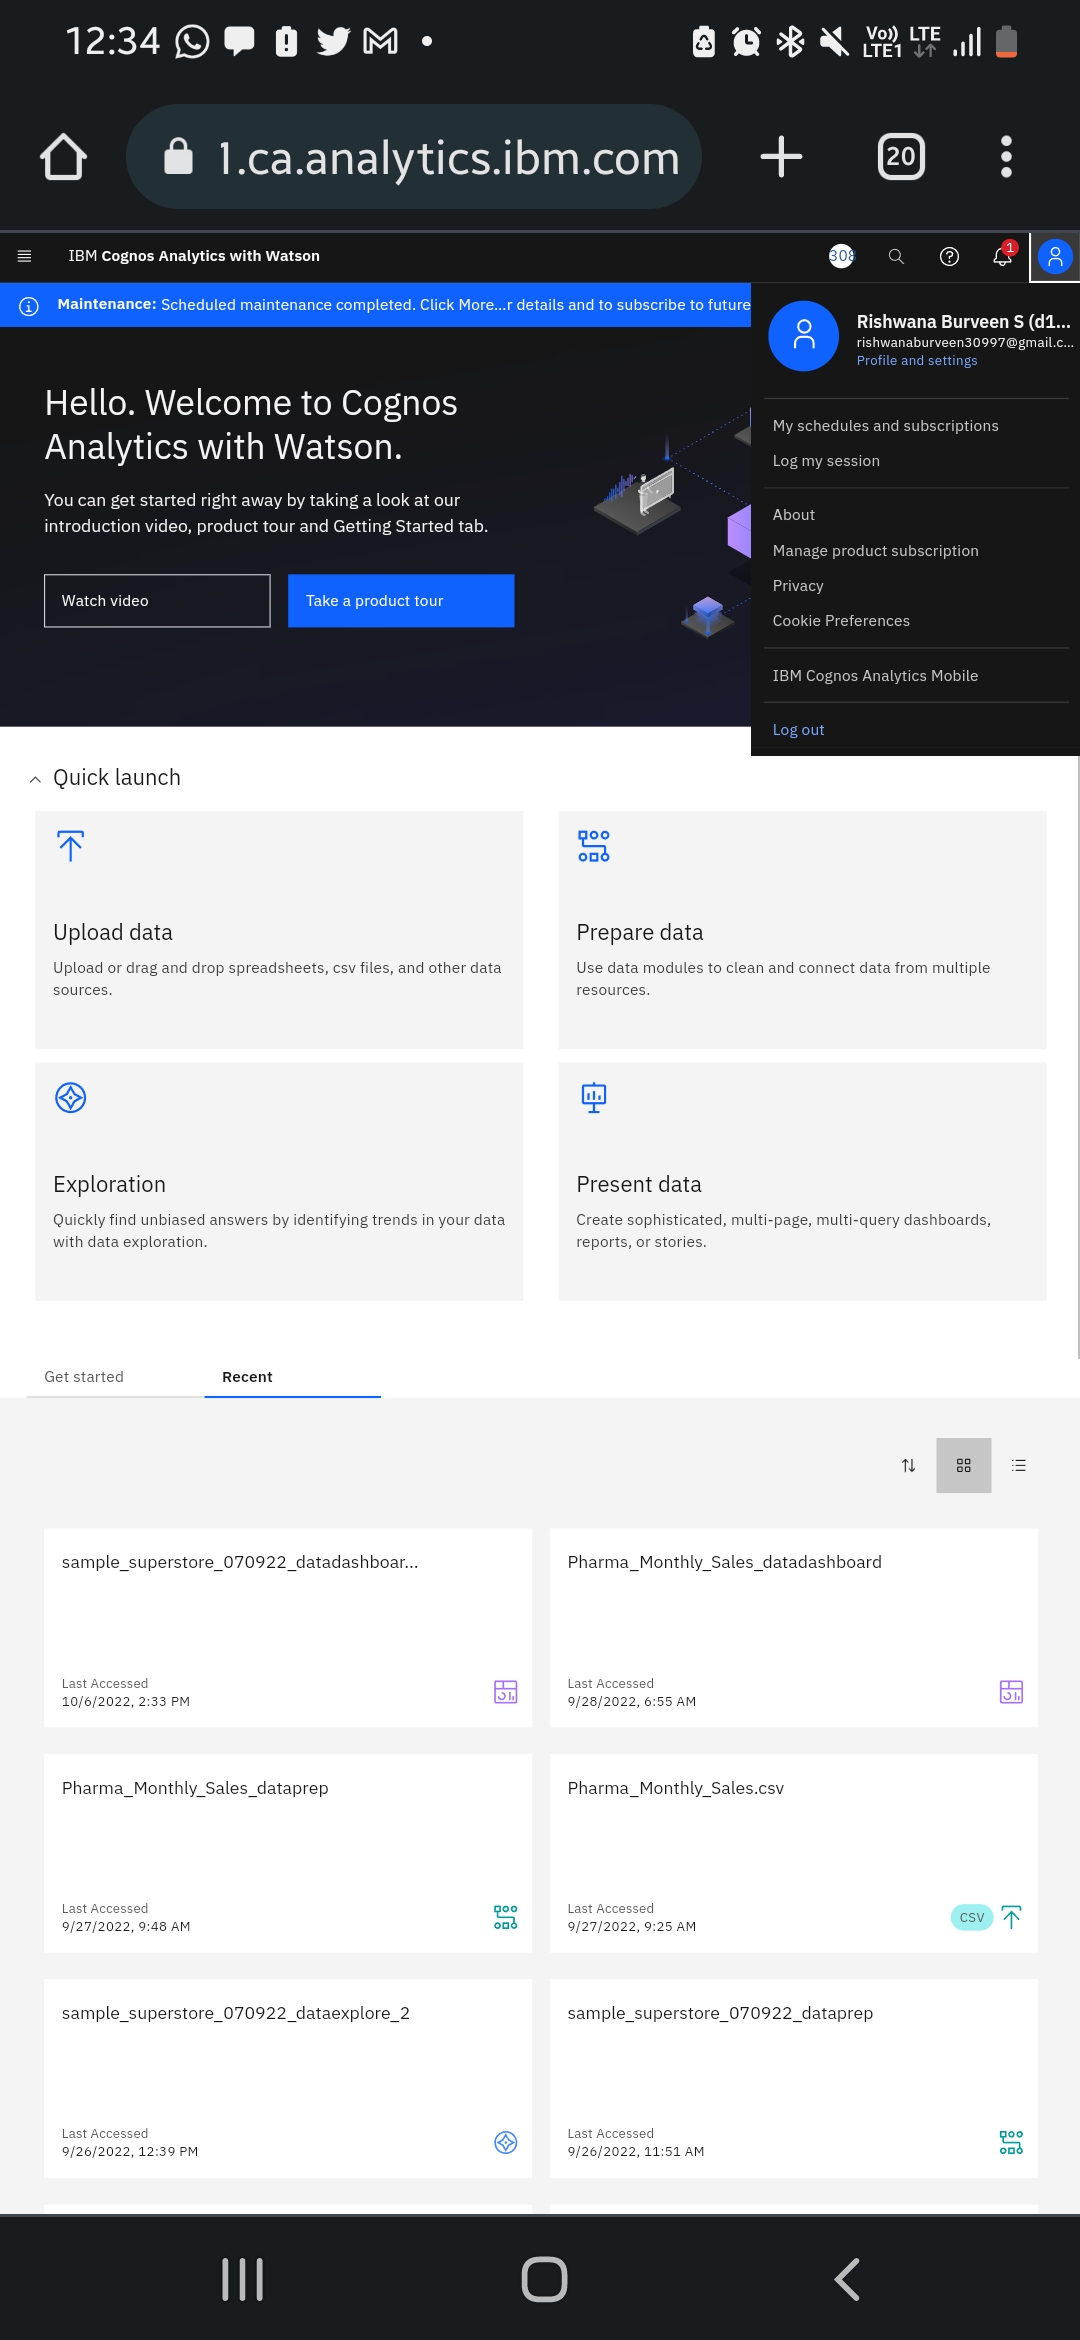 12:34
Vo))
LTE1
LTE
1.ca.analytics.ibm.com
20
IBM Cognos Analytics with Watson
308
1
Maintenance: Scheduled maintenance completed. Click More...r details and to subscribe to future
Rishwana Burveen S (d1...
rishwanaburveen30997@gmail.c...
Profile and settings
My schedules and subscriptions
Log my session
About
Manage product subscription
Privacy
Cookie Preferences
IBM Cognos Analytics Mobile
Log out
Hello. Welcome to Cognos
Analytics with Watson.
You can get started right away by taking a look at our
introduction video, product tour and Getting Started tab.
Watch video
Take a product tour
Quick launch
Upload data
Upload or drag and drop spreadsheets, csv files, and other data
sources.
Prepare data
Use data modules to clean and connect data from multiple
resources.
Exploration
Quickly find unbiased answers by identifying trends in your data
with data exploration.
Present data
Create sophisticated, multi-page, multi-query dashboards,
reports, or stories.
Get started
Recent
sample_superstore_070922_datadashboar...
Last Accessed
10/6/2022, 2:33 PM
Pharma_Monthly_Sales_datadashboard
Last Accessed
9/28/2022, 6:55 AM
Pharma_Monthly_Sales_dataprep
Last Accessed
9/27/2022, 9:48 AM
Pharma_Monthly_Sales.csv
Last Accessed
9/27/2022, 9:25 AM
CSV
sample_superstore_070922_dataexplore_2
Last Accessed
9/26/2022, 12:39 PM
sample_superstore_070922_dataprep
Last Accessed
9/26/2022, 11:51 AM